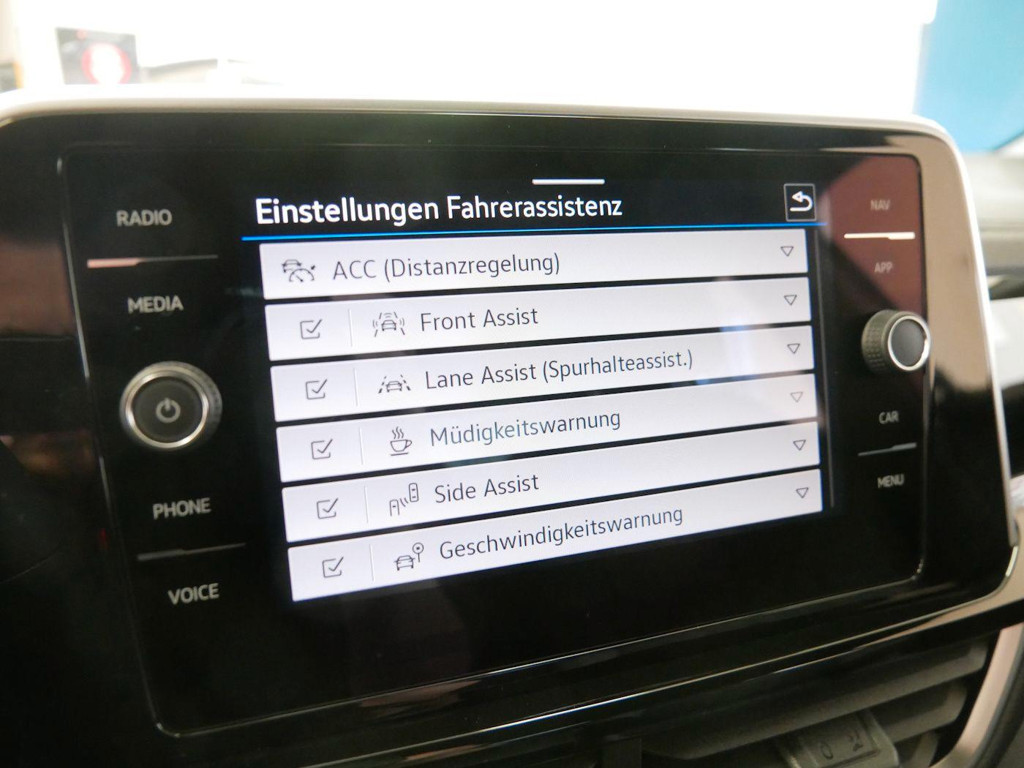 RADIO
MEDIA
PHONE
VOICE
Einstellungen Fahrerassistenz
ACC (Distanzregelung)
Front Assist
Lane Assist (Spurhalteassist.)
Müdigkeitswarnung
Side Assist
Geschwindigkeitswarnung
NAV
APP
CAR
MENU